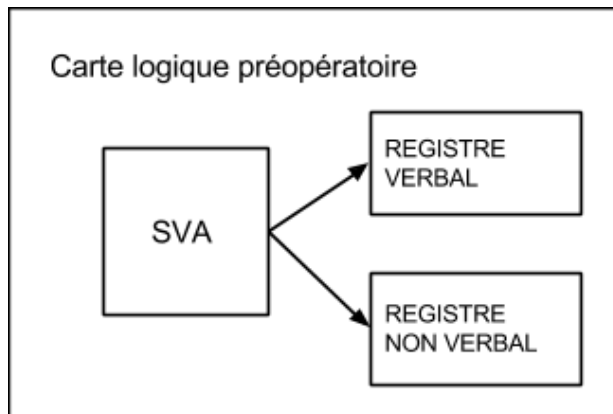 Carte logique préopératoire
SVA
REGISTRE
VERBAL
REGISTRE
NON VERBAL